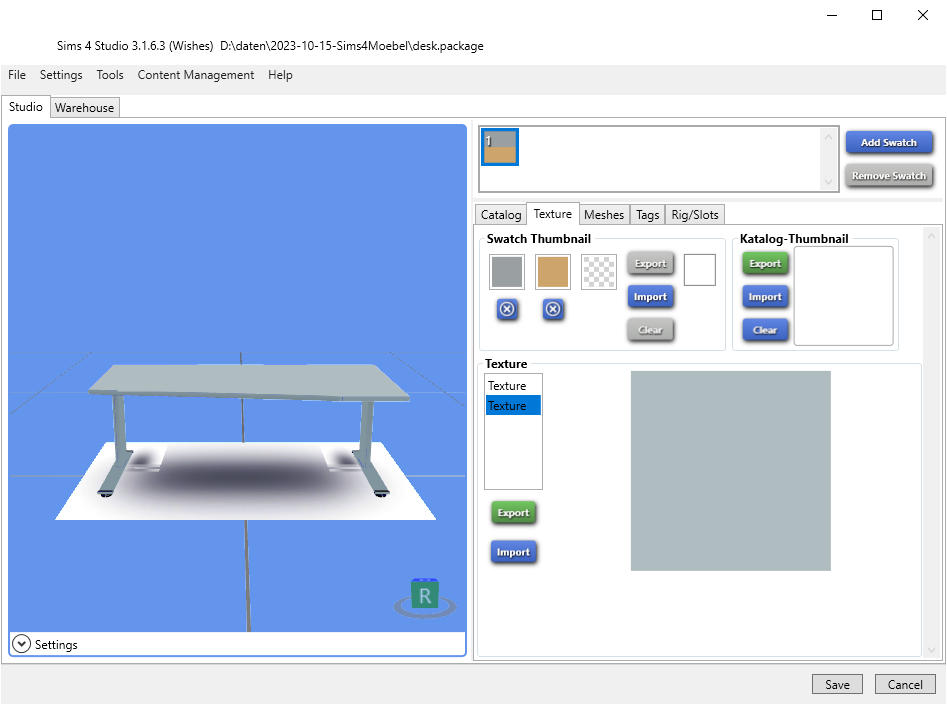 Sims 4 Studio 3.1.6.3 (Wishes) D:\daten\2023-10-15-Sims4Moebel\desk.package
File Settings Tools Content Management Help
Studio Warehouse
1
Add Swatch
Remove Swatch
Catalog Texture Meshes Tags Rig/Slots
Swatch Thumbnail
Export
Import
Clear
Katalog-Thumbnail
Export
Import
Clear
Texture
Texture
Texture
Export
Import
R
Settings
Save Cancel